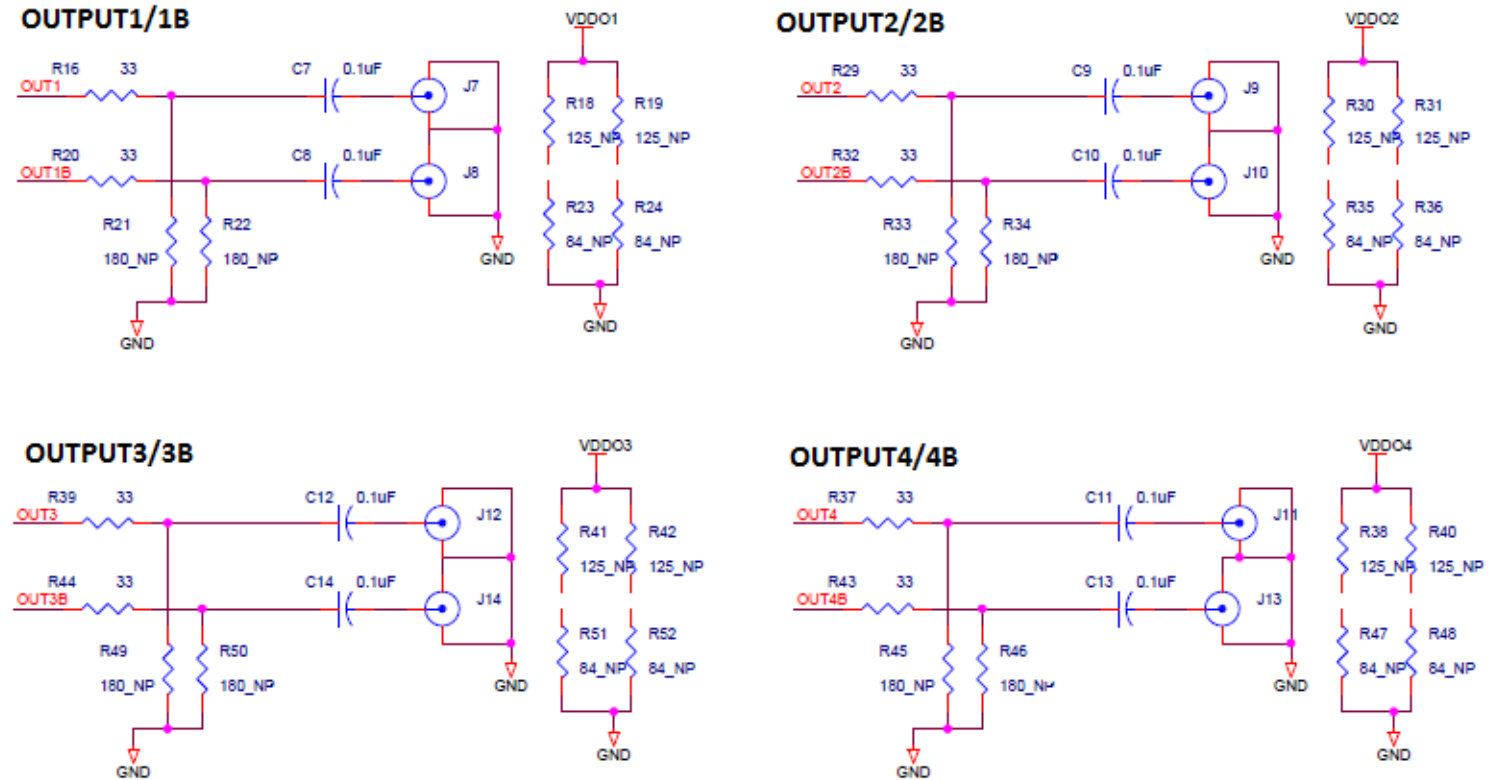 OUTPUT1/1B
VDDO1
R16 33
C7 0.1uF
OUT1
J7
R18 R19
125_NP 125_NP
R20 33
C8 0.1uF
OUT1B
J8
R23 R24
84_NP 84_NP
R21 R22
180_NP 180_NP
GND
GND
GND
OUTPUT2/2B
VDDO2
R29 33
C9 0.1uF
OUT2
J9
R30 R31
125_NP 125_NP
R32 33
C10 0.1uF
OUT2B
J10
R35 R36
84_NP 84_NP
R33 R34
180_NP 180_NP
GND
GND
GND
OUTPUT3/3B
VDDO3
R39 33
C12 0.1uF
OUT3
J12
R41 R42
125_NP 125_NP
R44 33
C14 0.1uF
OUT3B
J14
R51 R52
84_NP 84_NP
R49 R50
180_NP 180_NP
GND
GND
GND
OUTPUT4/4B
VDDO4
R37 33
C11 0.1uF
OUT4
J11
R38 R40
125_NP 125_NP
R43 33
C13 0.1uF
OUT4B
J13
R47 R48
84_NP 84_NP
R45 R46
180_NP 180_NP
GND
GND
GND